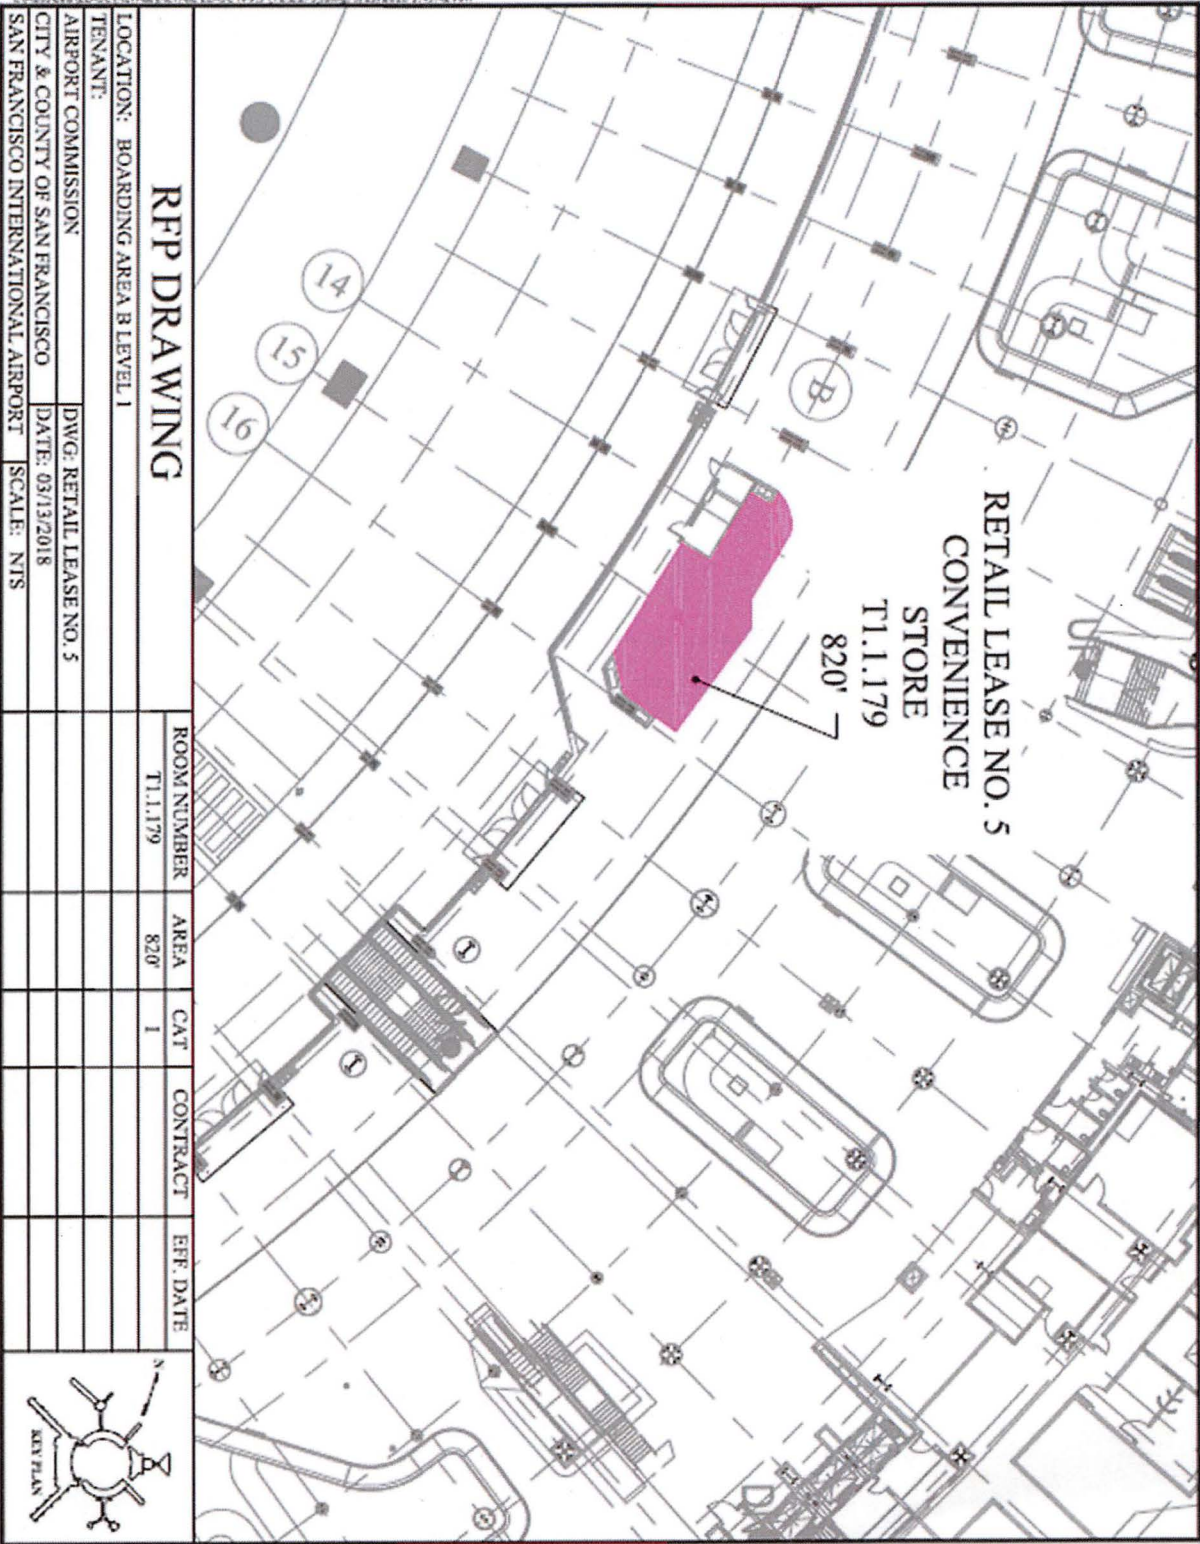 RETAIL LEASE NO. 5
CONVENIENCE
STORE
T1.1.179
820'
B
14
15
16
RFP DRAWING
LOCATION: BOARDING AREA B LEVEL 1
TENANT:
AIRPORT COMMISSION
DWG: RETAIL LEASE NO. 5
CITY & COUNTY OF SAN FRANCISCO
DATE: 03/13/2018
SAN FRANCISCO INTERNATIONAL AIRPORT
SCALE: NTS
ROOM NUMBER AREA CAT CONTRACT EFF. DATE
T1.1.179 820' 1
N
KEY PLAN